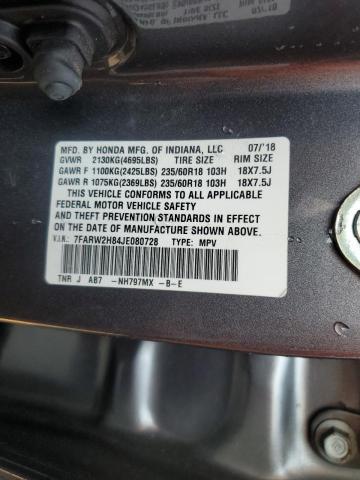 MFD. BY HONDA MFG. OF INDIANA, LLC 07/'18
GVWR 2130KG(4695LBS) TIRE SIZE RIM SIZE
GAWR F 1100KG(2425LBS) 235/60R18 103H 18X7.5J
GAWR R 1075KG(2369LBS) 235/60R18 103H 18X7.5J
THIS VEHICLE CONFORMS TO ALL APPLICABLE
FEDERAL MOTOR VEHICLE SAFETY
AND THEFT PREVENTION STANDARDS IN EFFECT ON
THE DATE OF MANUFACTURE SHOWN ABOVE.
V.I.N.: 7FARW2H84JE080728 TYPE: MPV
TNR J AB7 -NH797MX -B-E